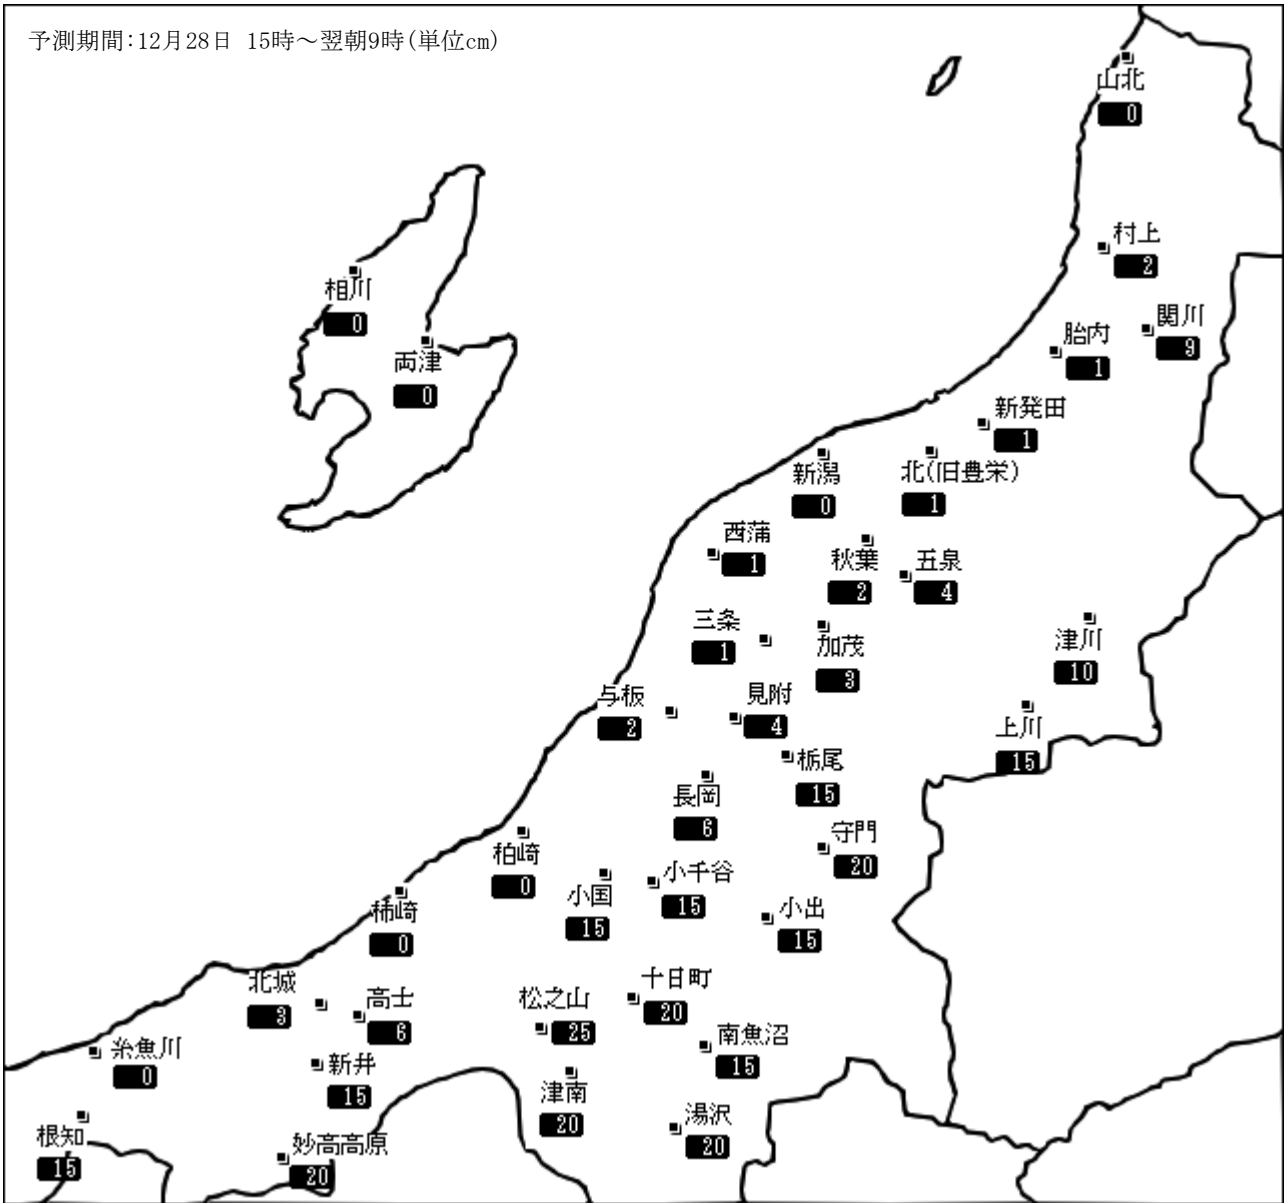 予測期間:12月28日 15時～翌朝9時(単位cm)
山北
0
村上
2
相川
0
関川
9
胎内
1
両津
0
新発田
1
新潟
0
北(旧豊栄)
1
西蒲
1
秋葉
2
五泉
4
三条
1
加茂
3
津川
10
与板
2
見附
4
上川
15
栃尾
15
長岡
6
守門
20
柏崎
0
小国
15
小千谷
15
小出
15
柿崎
0
北城
3
高士
6
松之山
25
十日町
20
南魚沼
15
糸魚川
0
新井
15
津南
20
湯沢
20
根知
15
妙高高原
20